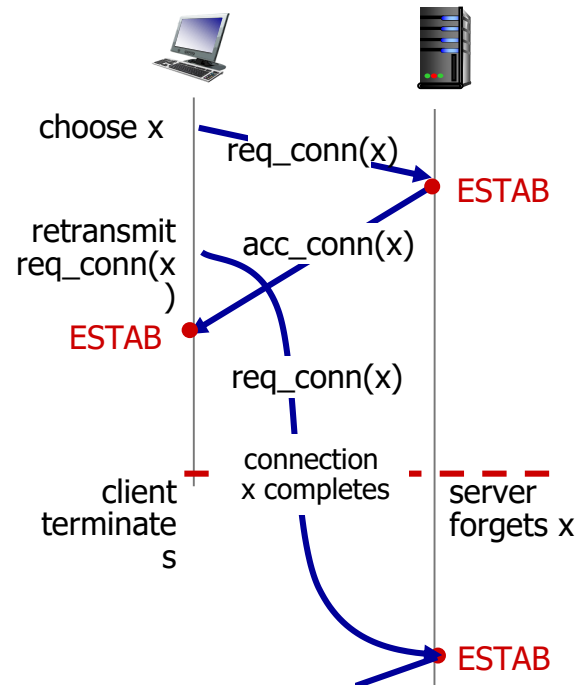 choose x
req_conn(x)
ESTAB
retransmit
req_conn(x
)
acc_conn(x)
ESTAB
req_conn(x)
connection
x completes
client
terminate
s
server
forgets x
ESTAB